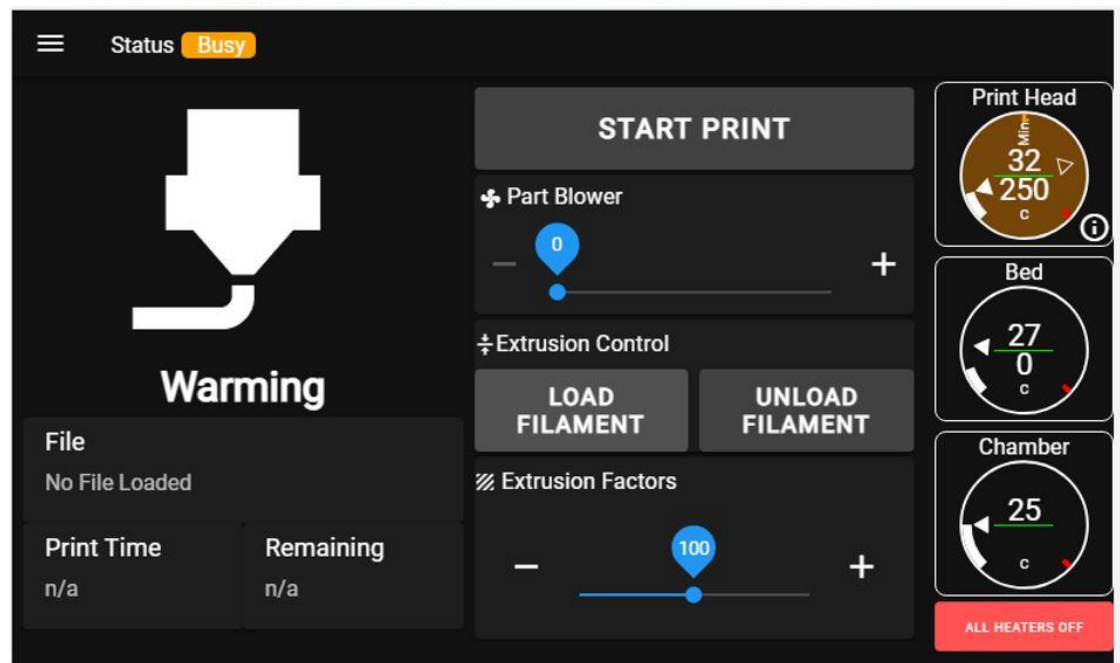 Status Busy
START PRINT
Part Blower
0
Extrusion Control
LOAD
FILAMENT
UNLOAD
FILAMENT
Extrusion Factors
100
Warming
File
No File Loaded
Print Time
n/a
Remaining
n/a
Print Head
Min
32
250
c
Bed
27
0
c
Chamber
25
c
ALL HEATERS OFF